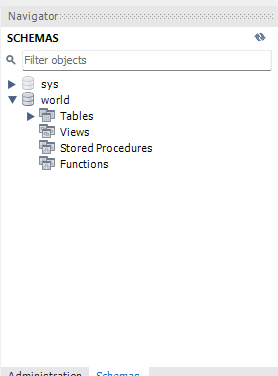 Navigator
SCHEMAS
Filter objects
sys
world
Tables
Views
Stored Procedures
Functions
Administration Schemas